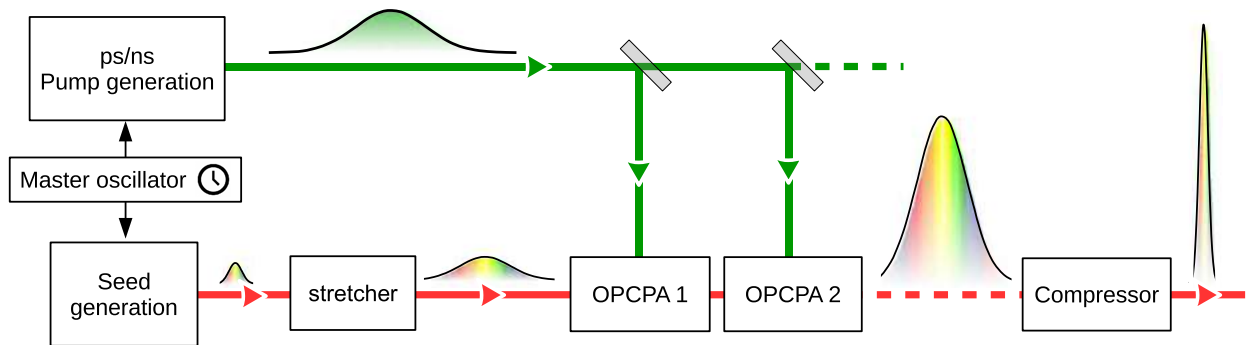 ps/ns
Pump generation
Master oscillator
Seed
generation
stretcher
OPCPA 1
OPCPA 2
Compressor